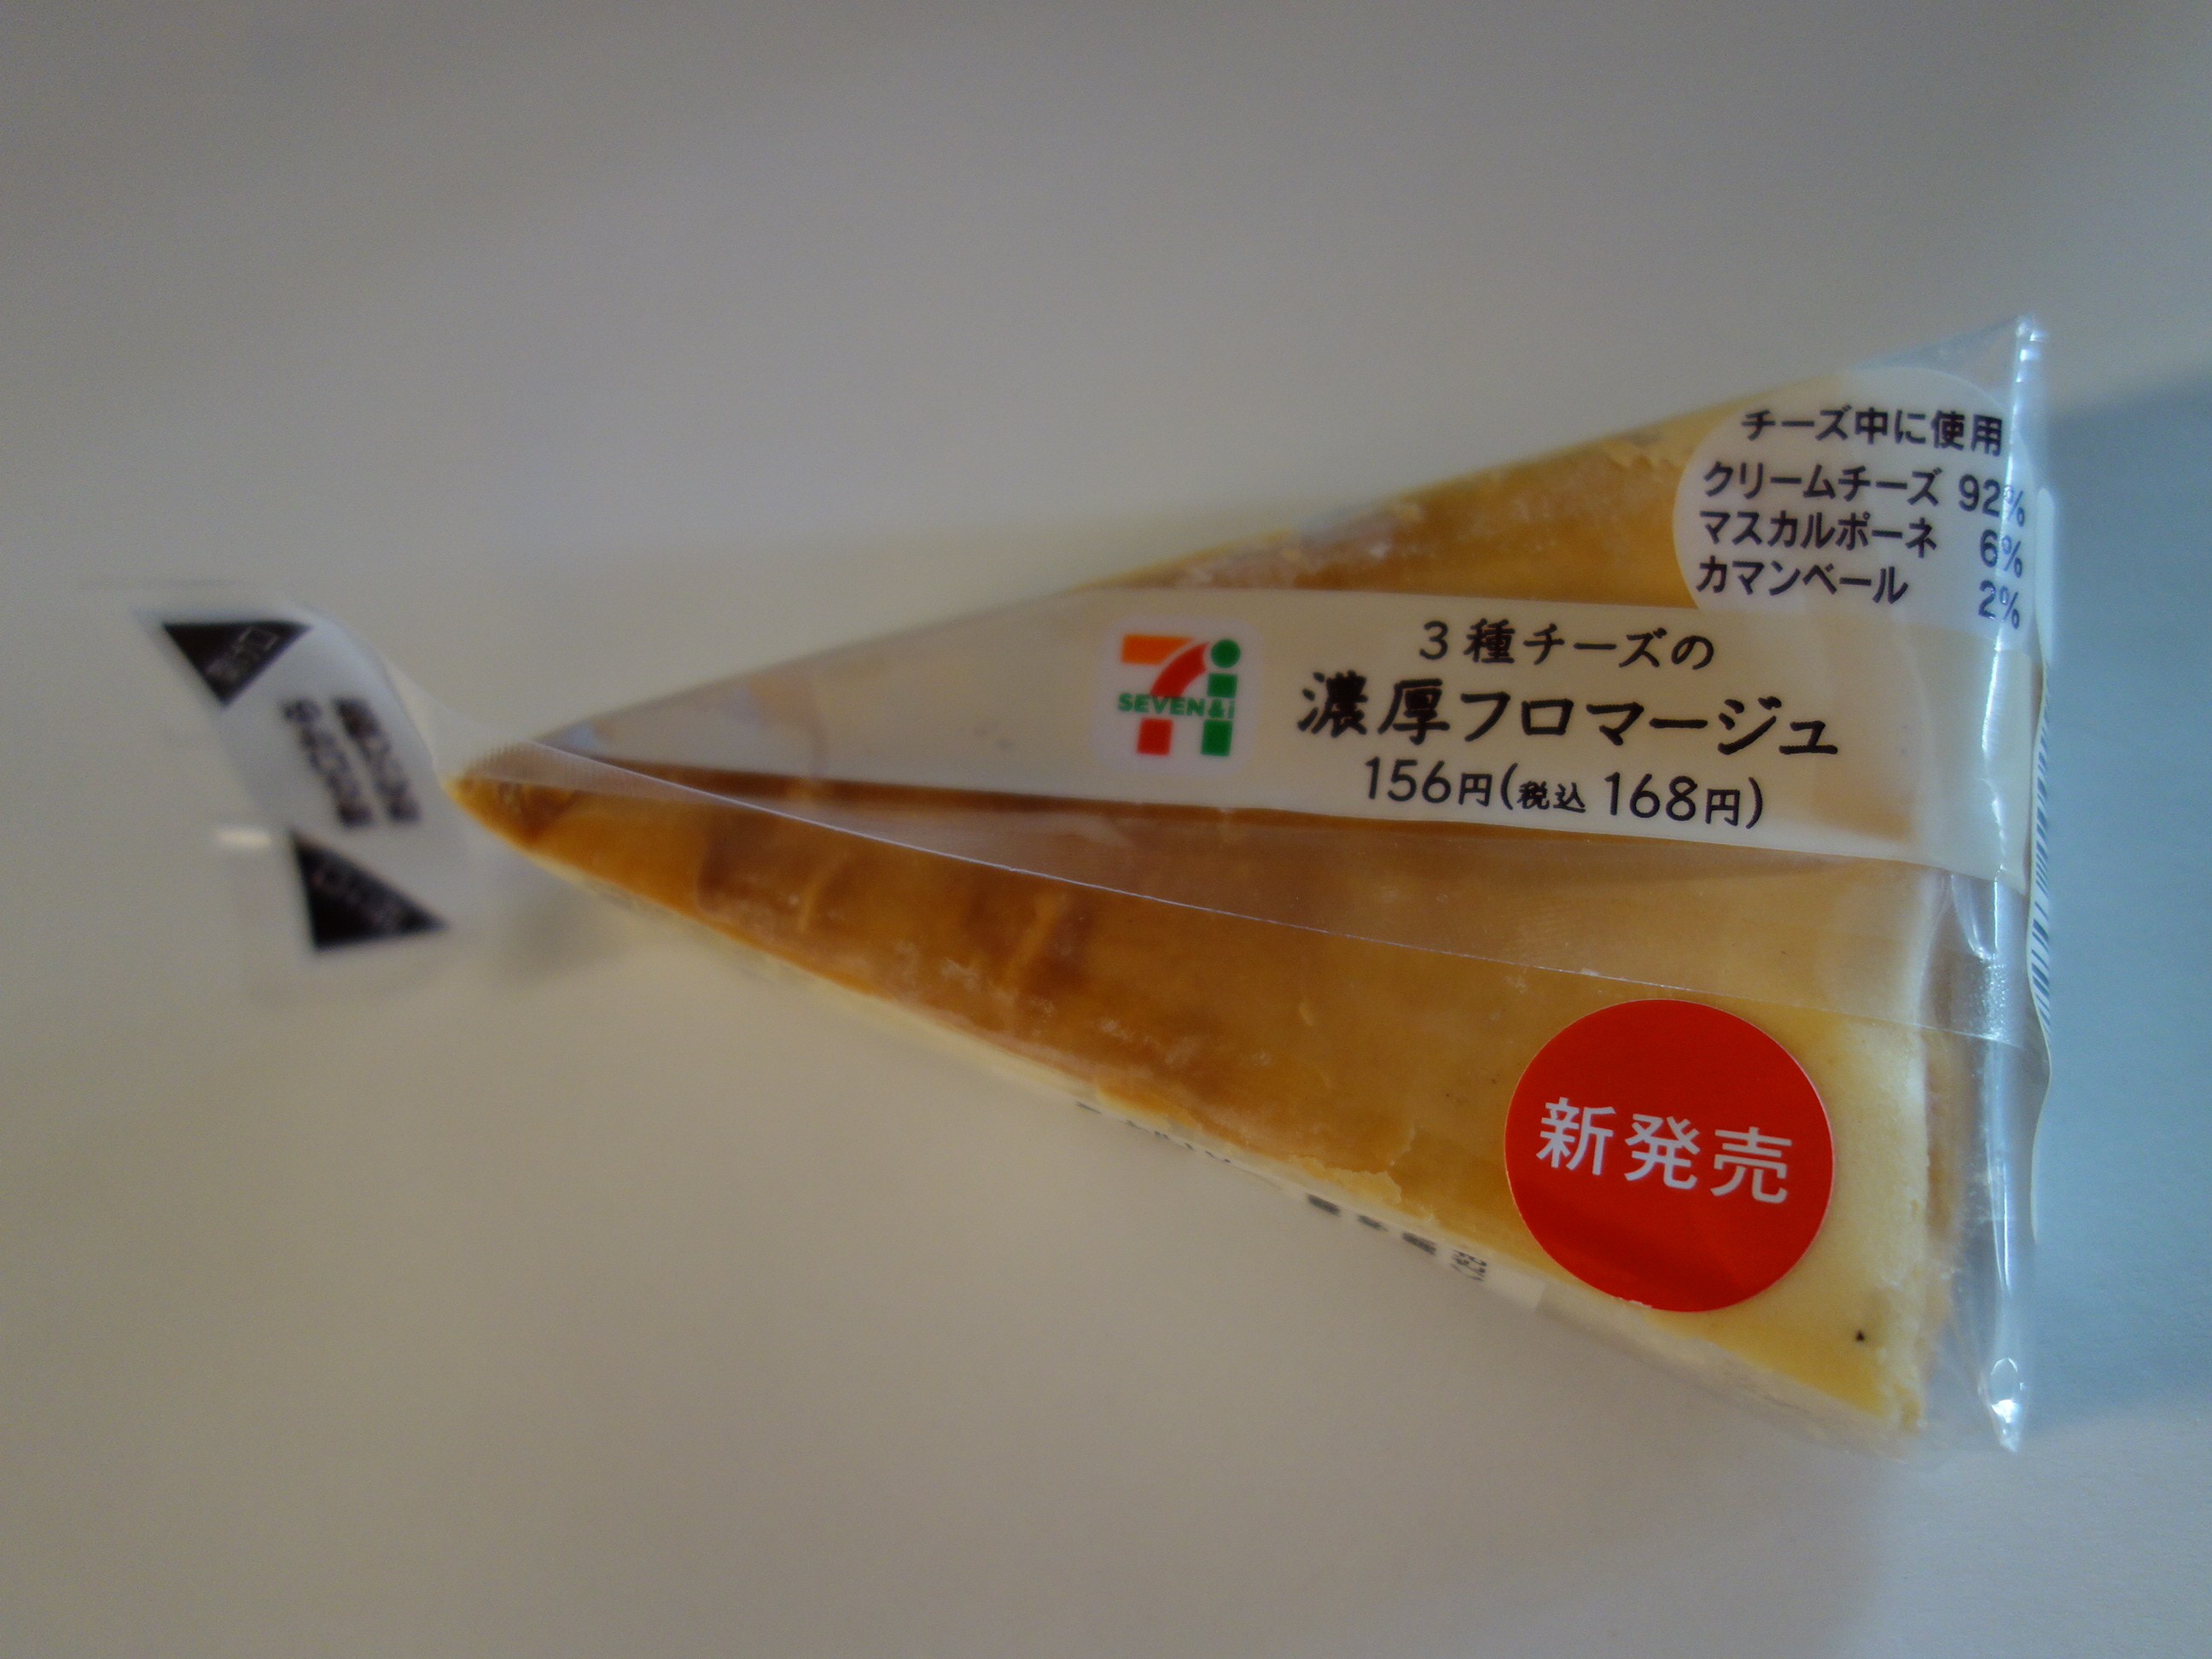 チーズ中に使用
クリームチーズ 92%
マスカルポーネ 6%
カマンベール 2%
SEVEN&i
3種チーズの
濃厚フロマージュ
156円(税込 168円)
新発売